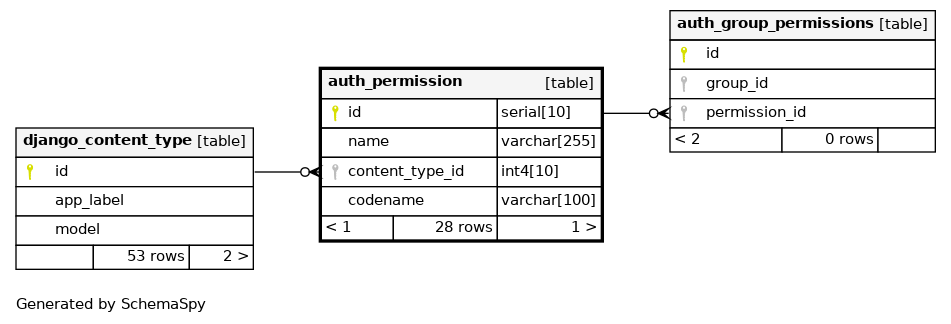 django_content_type [table]
id
app_label
model
53 rows 2 >
auth_permission [table]
id serial[10]
name varchar[255]
content_type_id int4[10]
codename varchar[100]
< 1 28 rows 1 >
auth_group_permissions [table]
id
group_id
permission_id
< 2 0 rows
Generated by SchemaSpy